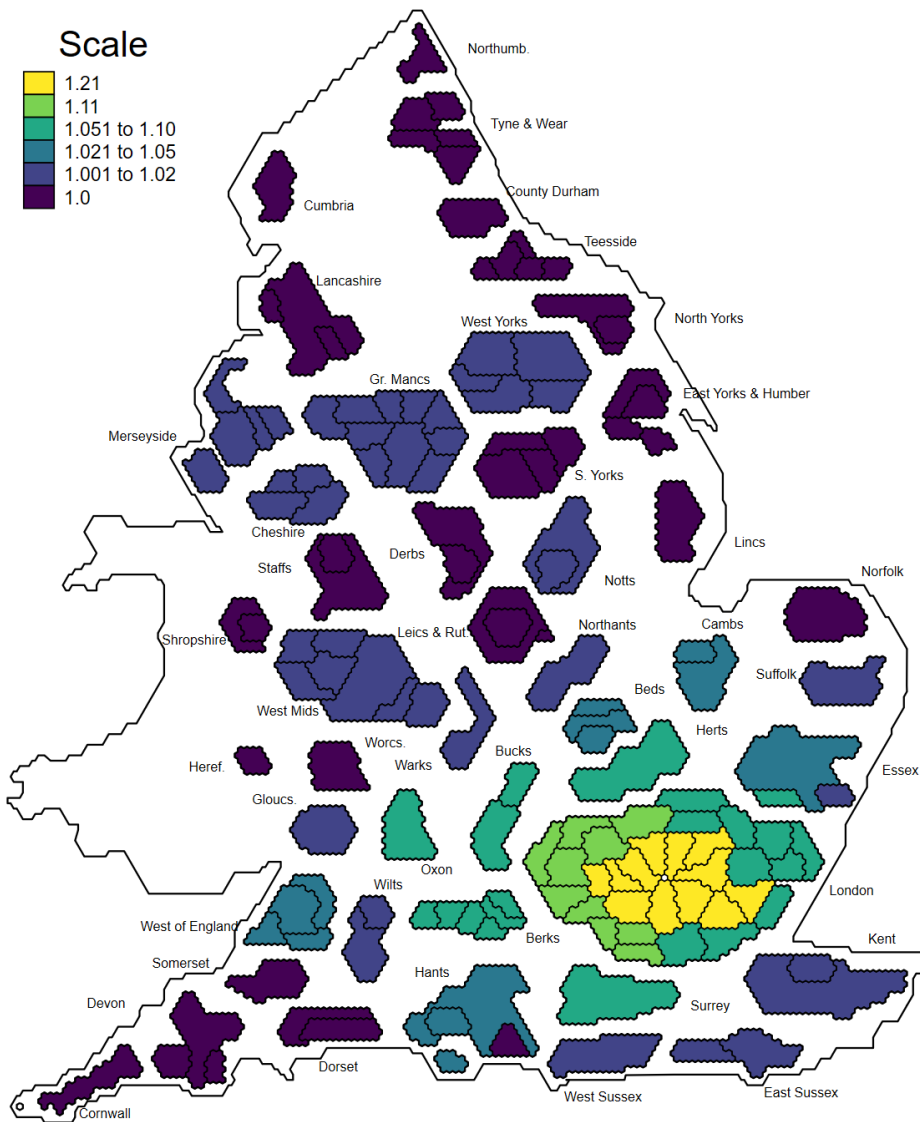 Scale
1.21
1.11
1.051 to 1.10
1.021 to 1.05
1.001 to 1.02
1.0
Northumb.
Tyne & Wear
County Durham
Cumbria
Teesside
Lancashire
North Yorks
West Yorks
Gr. Mancs
East Yorks & Humber
Merseyside
S. Yorks
Cheshire
Derbs
Lincs
Staffs
Notts
Norfolk
Shropshire
Leics & Rut.
Northants
Cambs
Suffolk
Beds
West Mids
Herts
Worcs.
Bucks
Warks
Heref.
Essex
Gloucs.
Oxon
Wilts
London
West of England
Berks
Kent
Somerset
Hants
Devon
Surrey
Dorset
West Sussex
East Sussex
Cornwall